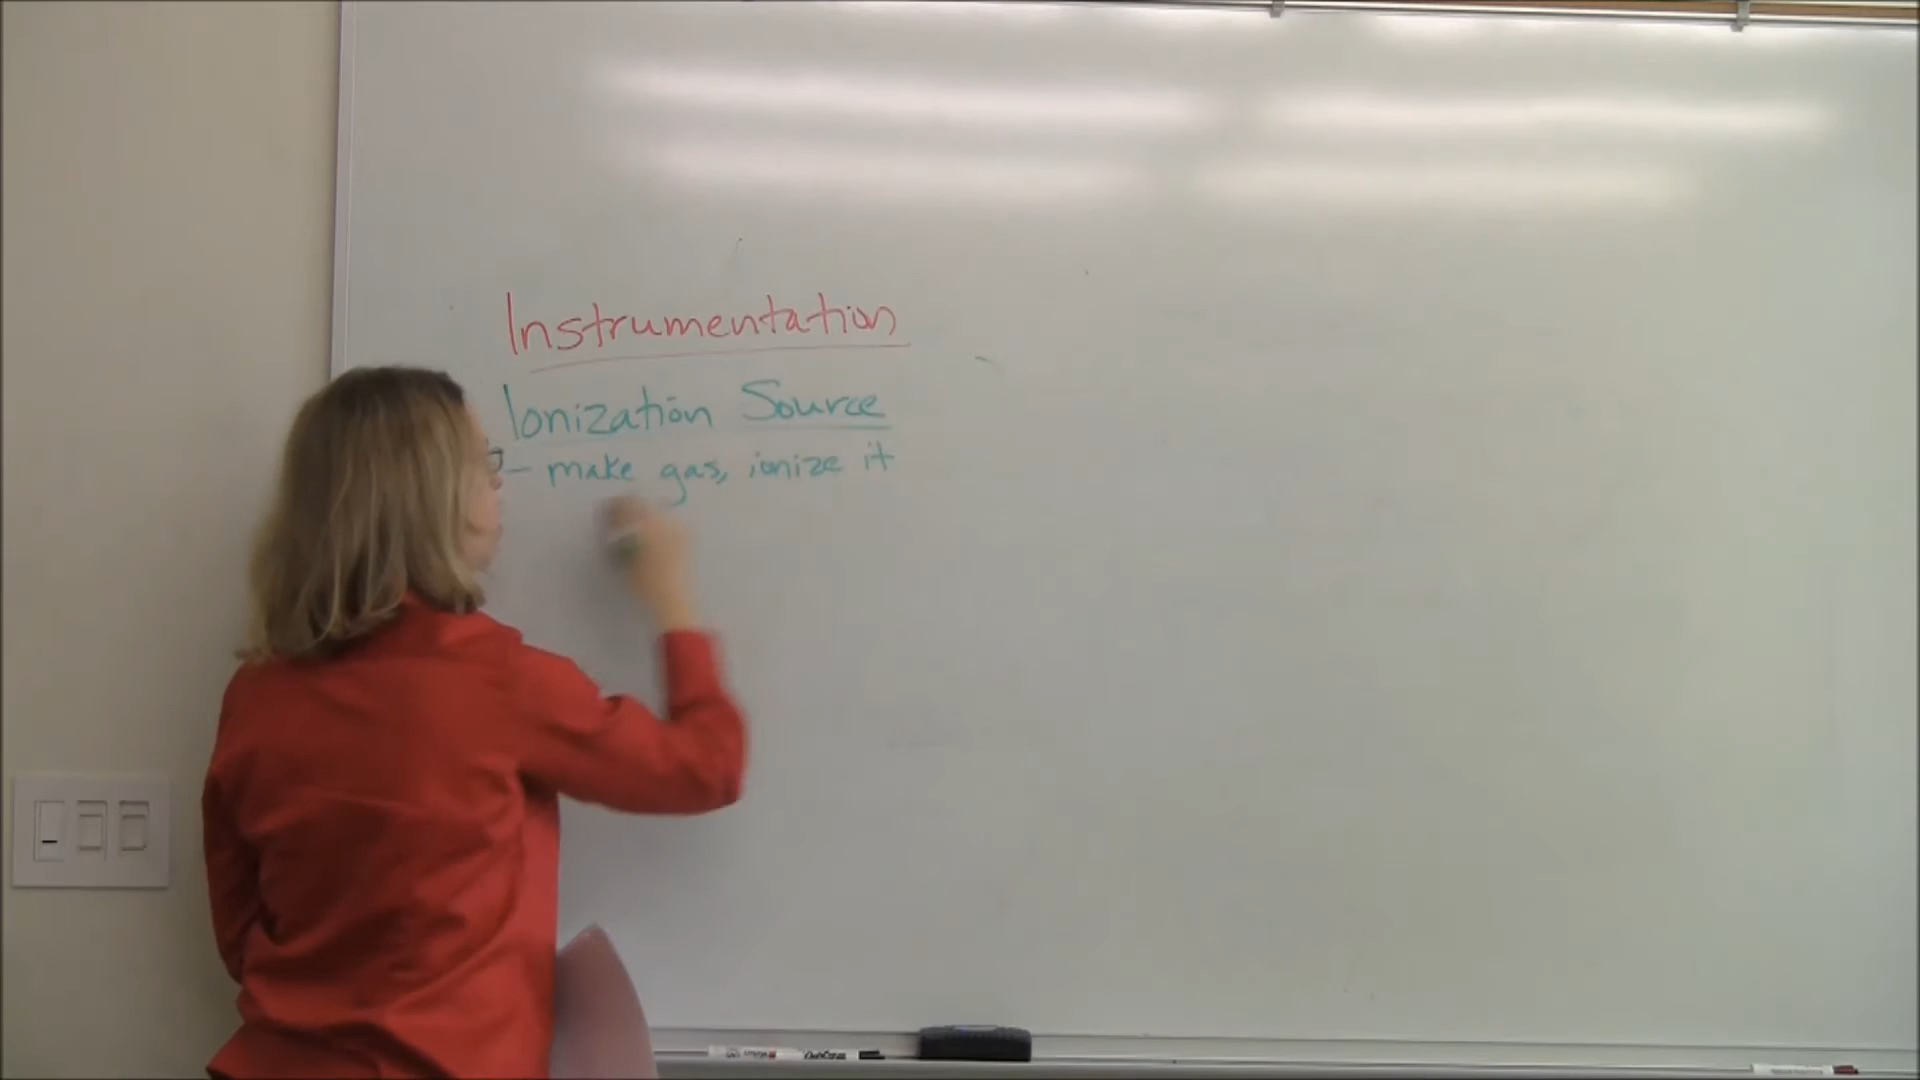 Instrumentation
Ionization Source
- make gas, ionize it